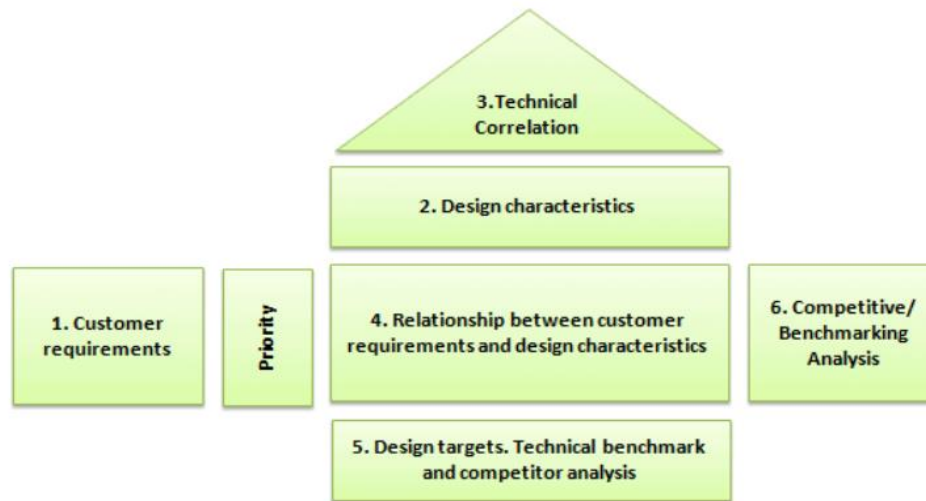 3.Technical
Correlation
2. Design characteristics
1. Customer
requirements
Priority
4. Relationship between customer
requirements and design characteristics
6. Competitive/
Benchmarking
Analysis
5. Design targets. Technical benchmark
and competitor analysis